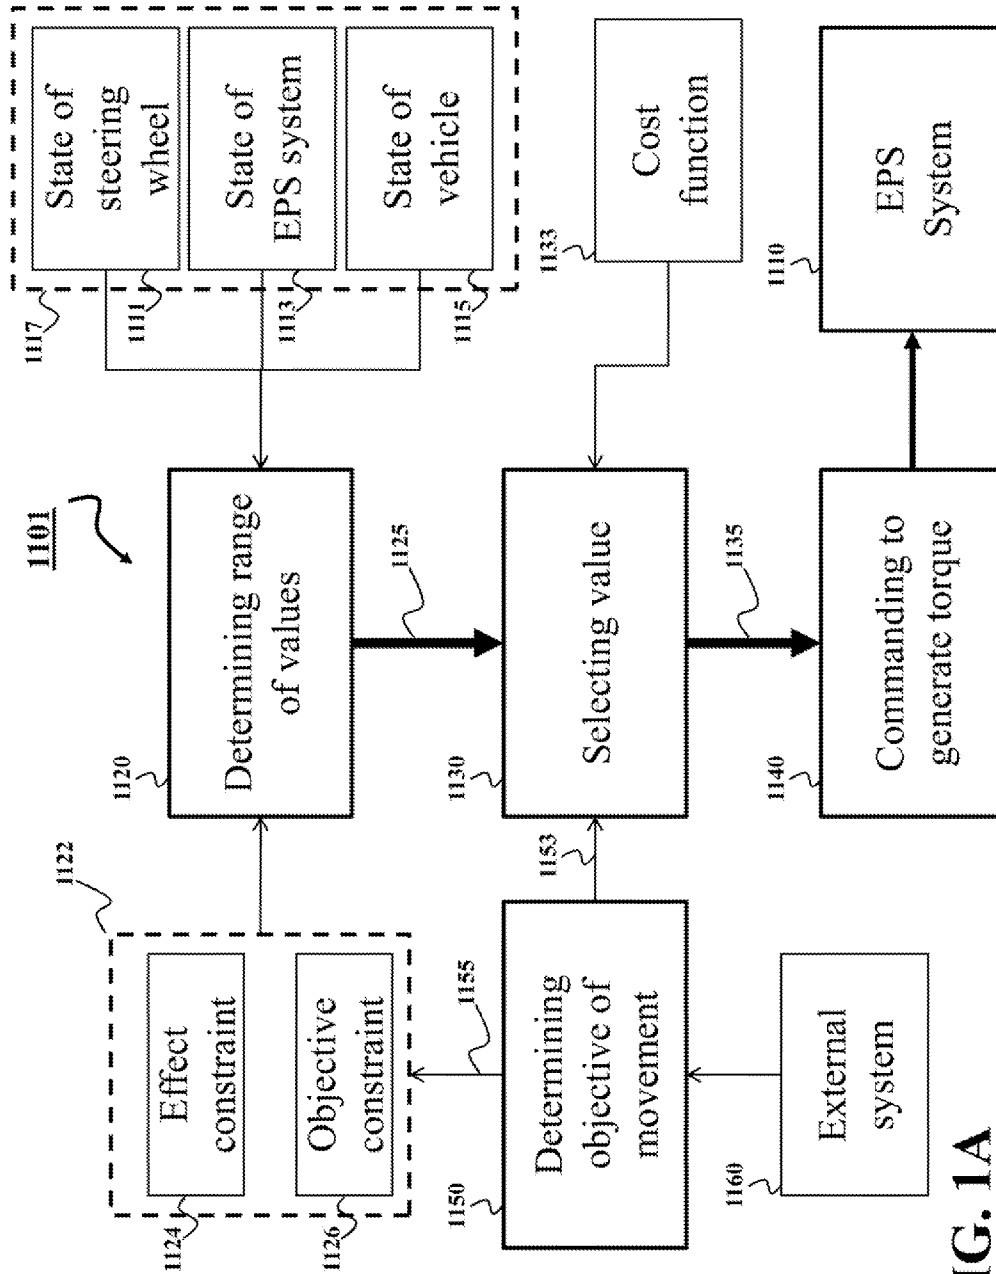 1101
1117
State of
steering
wheel
1111
State of
EPS system
1113
State of
vehicle
1115
1122
Effect
constraint
1124
Objective
constraint
1126
1120
Determining range
of values
1125
1155
1150
Determining
objective of
movement
1153
1130
Selecting value
1133
Cost
function
1135
1160
External
system
1140
Commanding to
generate torque
1110
EPS
System
IG. 1A